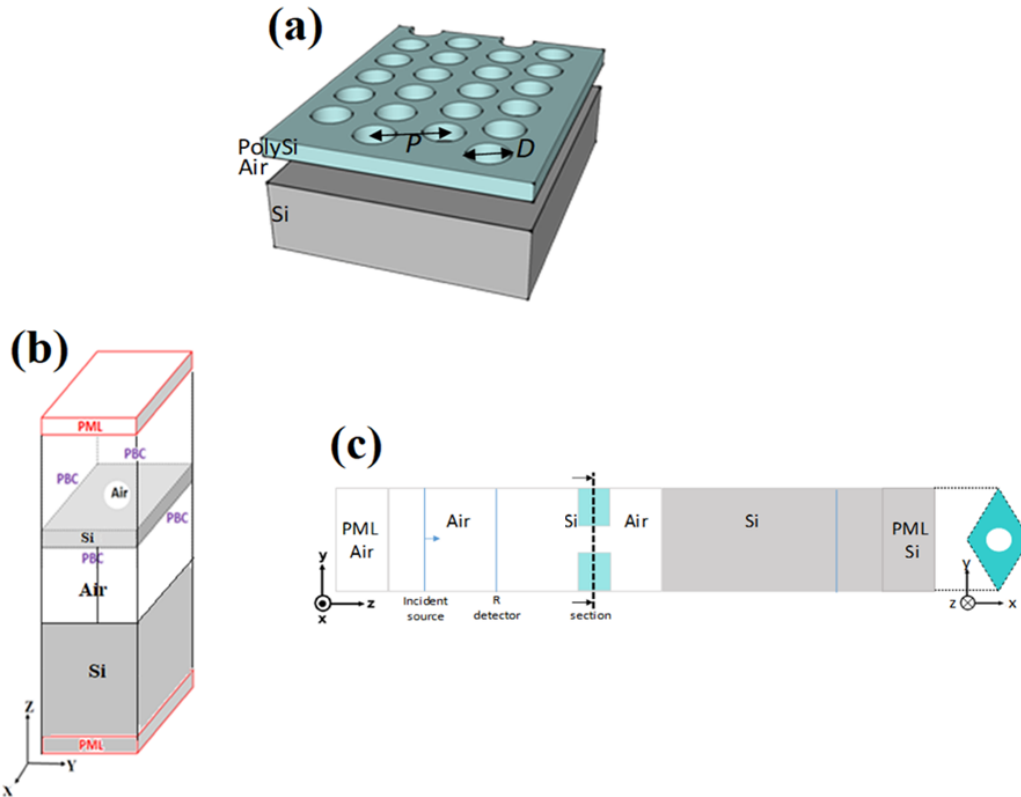 (a)
P
D
PolySi
Air
Si
(b)
PML
PBC
PBC
Air
PBC
Si
PBC
Air
Si
PML
Z
Y
X
(c)
PML
Air
Air
Si
Air
Si
PML
Si
y
z
x
Incident
source
R
detector
section
y
z
x